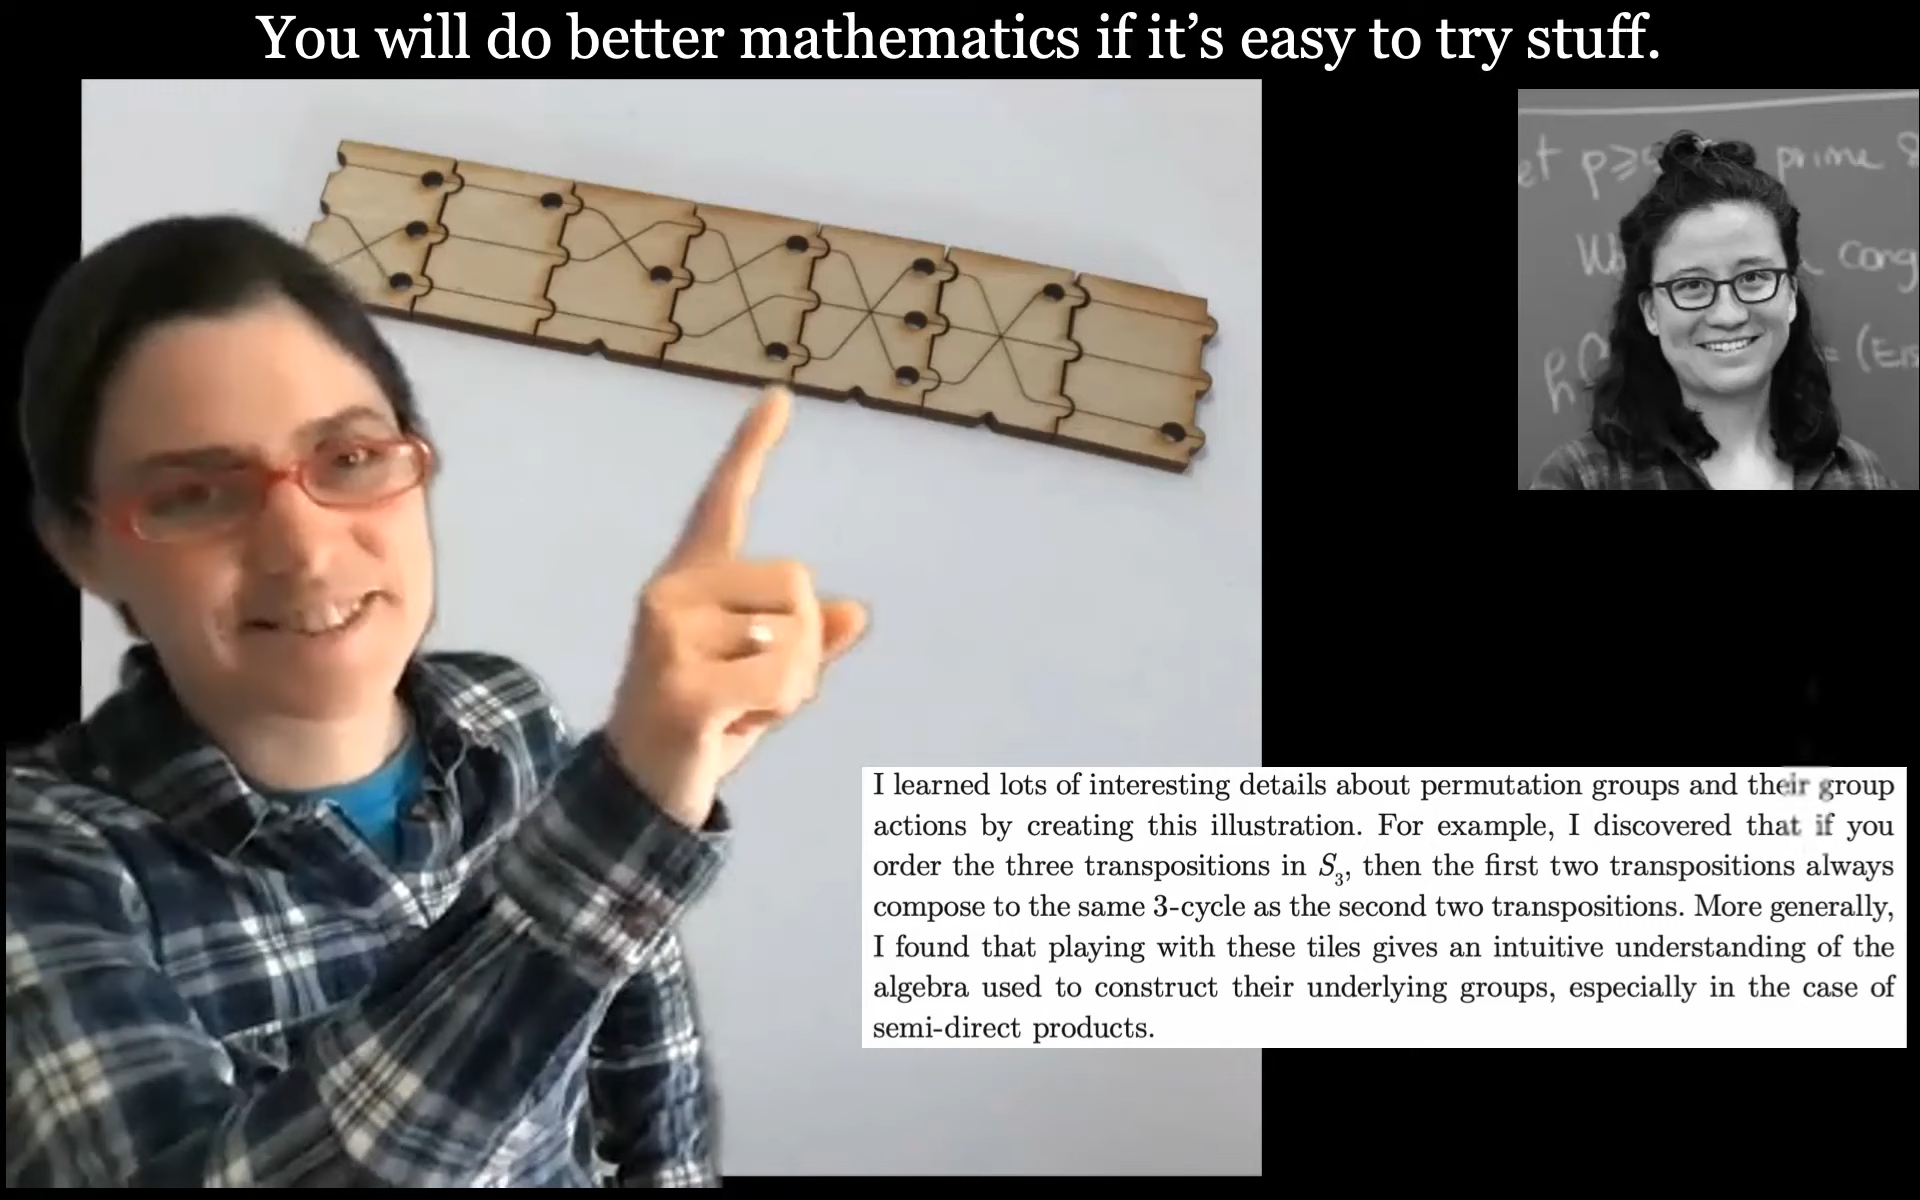 You will do better mathematics if it's easy to try stuff.
et p≥ prime
cong
= (Eis
I learned lots of interesting details about permutation groups and their group
actions by creating this illustration. For example, I discovered that if you
order the three transpositions in S₃, then the first two transpositions always
compose to the same 3-cycle as the second two transpositions. More generally,
I found that playing with these tiles gives an intuitive understanding of the
algebra used to construct their underlying groups, especially in the case of
semi-direct products.